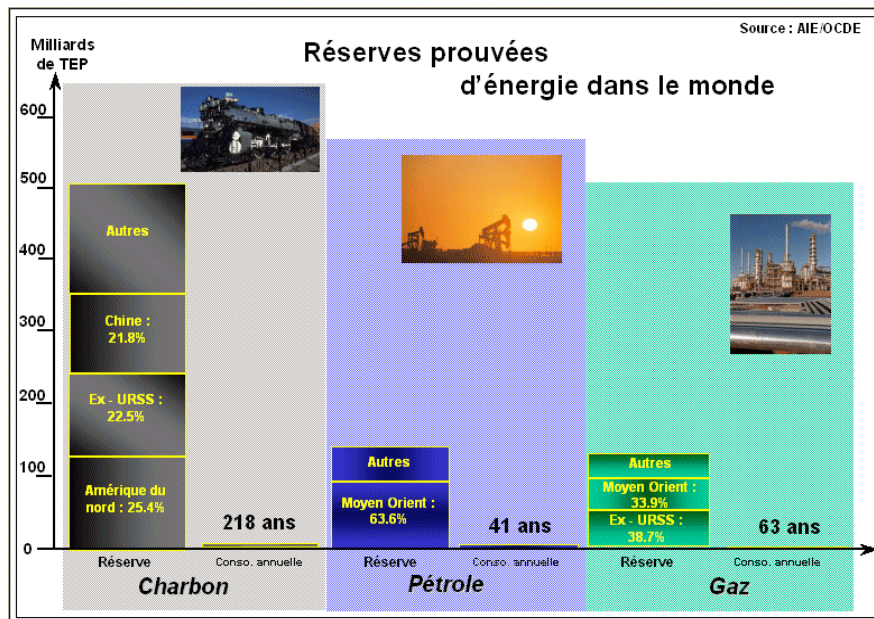 Source : AIE/OCDE
Milliards
de TEP
Réserves prouvées
d'énergie dans le monde
600
500
400
300
200
100
0
Autres
Chine :
21.8%
Ex - URSS :
22.5%
Amérique du
nord : 25.4%
218 ans
Autres
Moyen Orient :
63.6%
41 ans
Autres
Moyen Orient :
33.9%
Ex - URSS :
38.7%
63 ans
Réserve
Conso. annuelle
Réserve
Conso. annuelle
Réserve
Conso. annuelle
Charbon
Pétrole
Gaz